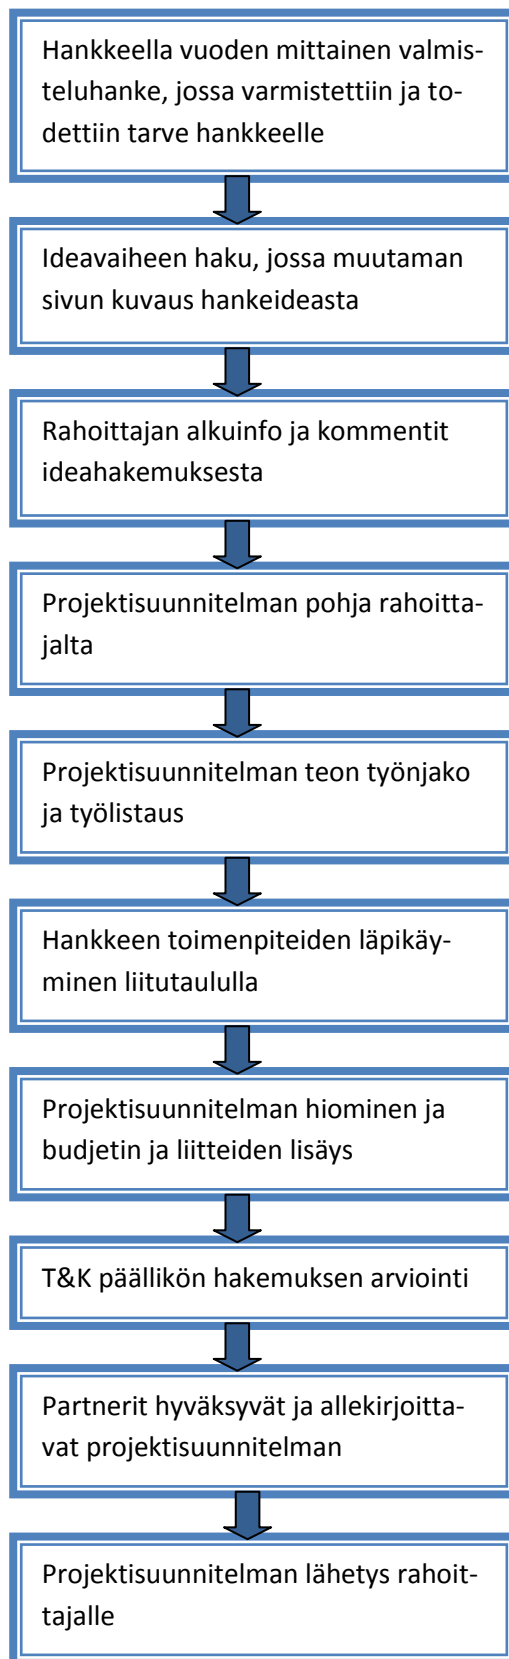 Hankkeella vuoden mittainen valmis-
teluhanke, jossa varmistettiin ja to-
dettiin tarve hankkeelle
Ideavaiheen haku, jossa muutaman
sivun kuvaus hankeideasta
Rahoittajan alkuinfo ja kommentit
ideahakemuksesta
Projektisuunnitelman pohja rahoitta-
jalta
Projektisuunnitelman teon työnjako
ja työlistaus
Hankkeen toimenpiteiden läpikäy-
minen liitutaululla
Projektisuunnitelman hiominen ja
budjetin ja liitteiden lisäys
T&K päällikön hakemuksen arviointi
Partnerit hyväksyvät ja allekirjoitta-
vat projektisuunnitelman
Projektisuunnitelman lähetys rahoit-
tajalle